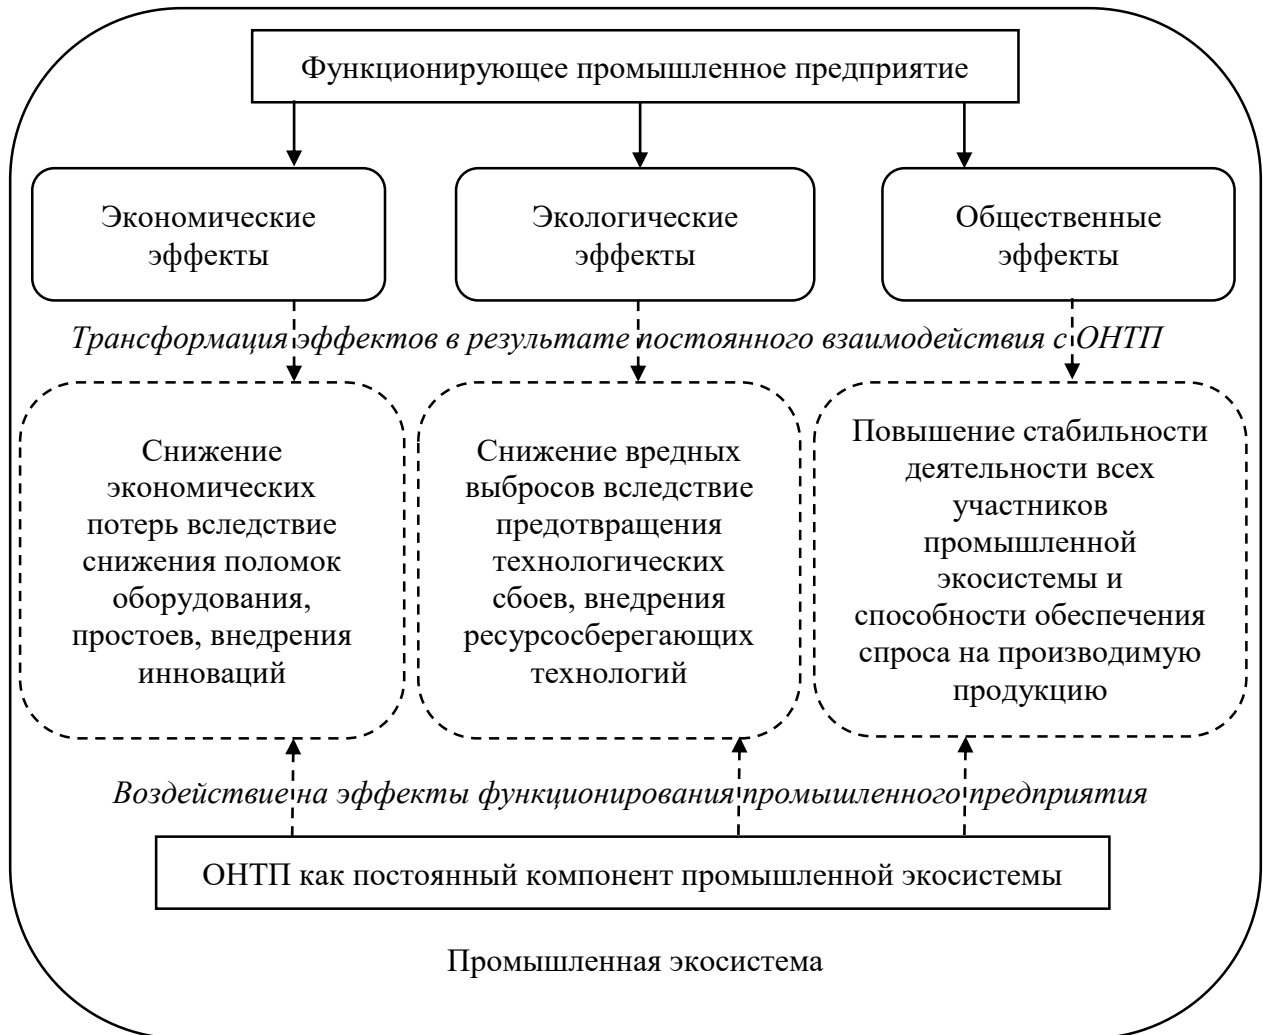 Функционирующее промышленное предприятие
Экономические
эффекты
Экологические
эффекты
Общественные
эффекты
Трансформация эффектов в результате постоянного взаимодействия с ОНТП
Снижение
экономических
потерь вследствие
снижения поломок
оборудования,
простоев, внедрения
инноваций
Снижение вредных
выбросов вследствие
предотвращения
технологических
сбоев, внедрения
ресурсосберегающих
технологий
Повышение стабильности
деятельности всех
участников
промышленной
экосистемы и
способности обеспечения
спроса на производимую
продукцию
Воздействие на эффекты функционирования промышленного предприятия
ОНТП как постоянный компонент промышленной экосистемы
Промышленная экосистема